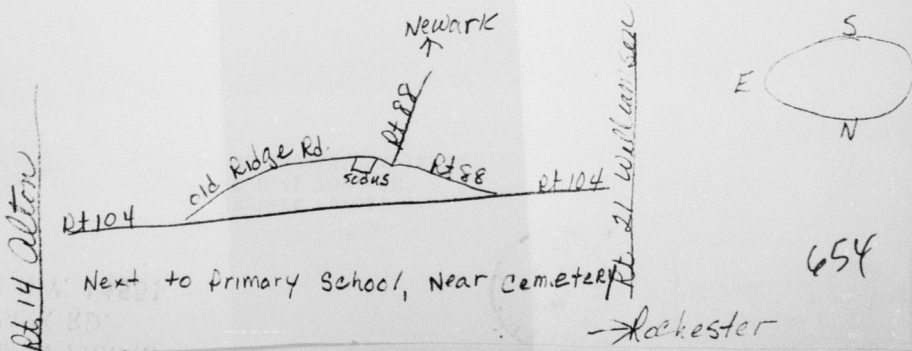 Newark
Rt 88
S
E
N
Old Ridge Rd.
SODUS
Rt 88
Rt 104
Rt 104
Rt. 14 Alton
Rt. 21 Williamson
Next to Primary School, Near Cemetery
654
Rochester